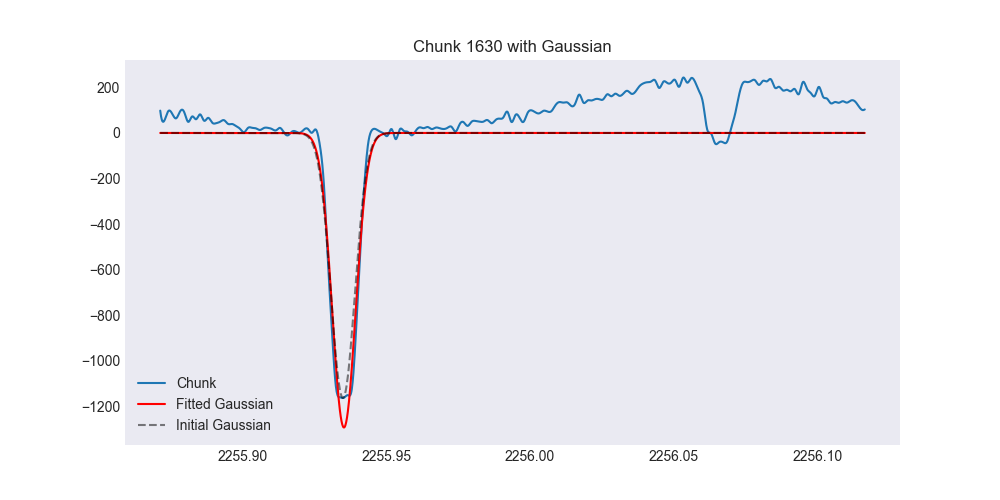 Chunk 1630 with Gaussian
200
0
−200
−400
−600
−800
−1000
−1200
Chunk
Fitted Gaussian
Initial Gaussian
2255.90 2255.95 2256.00 2256.05 2256.10